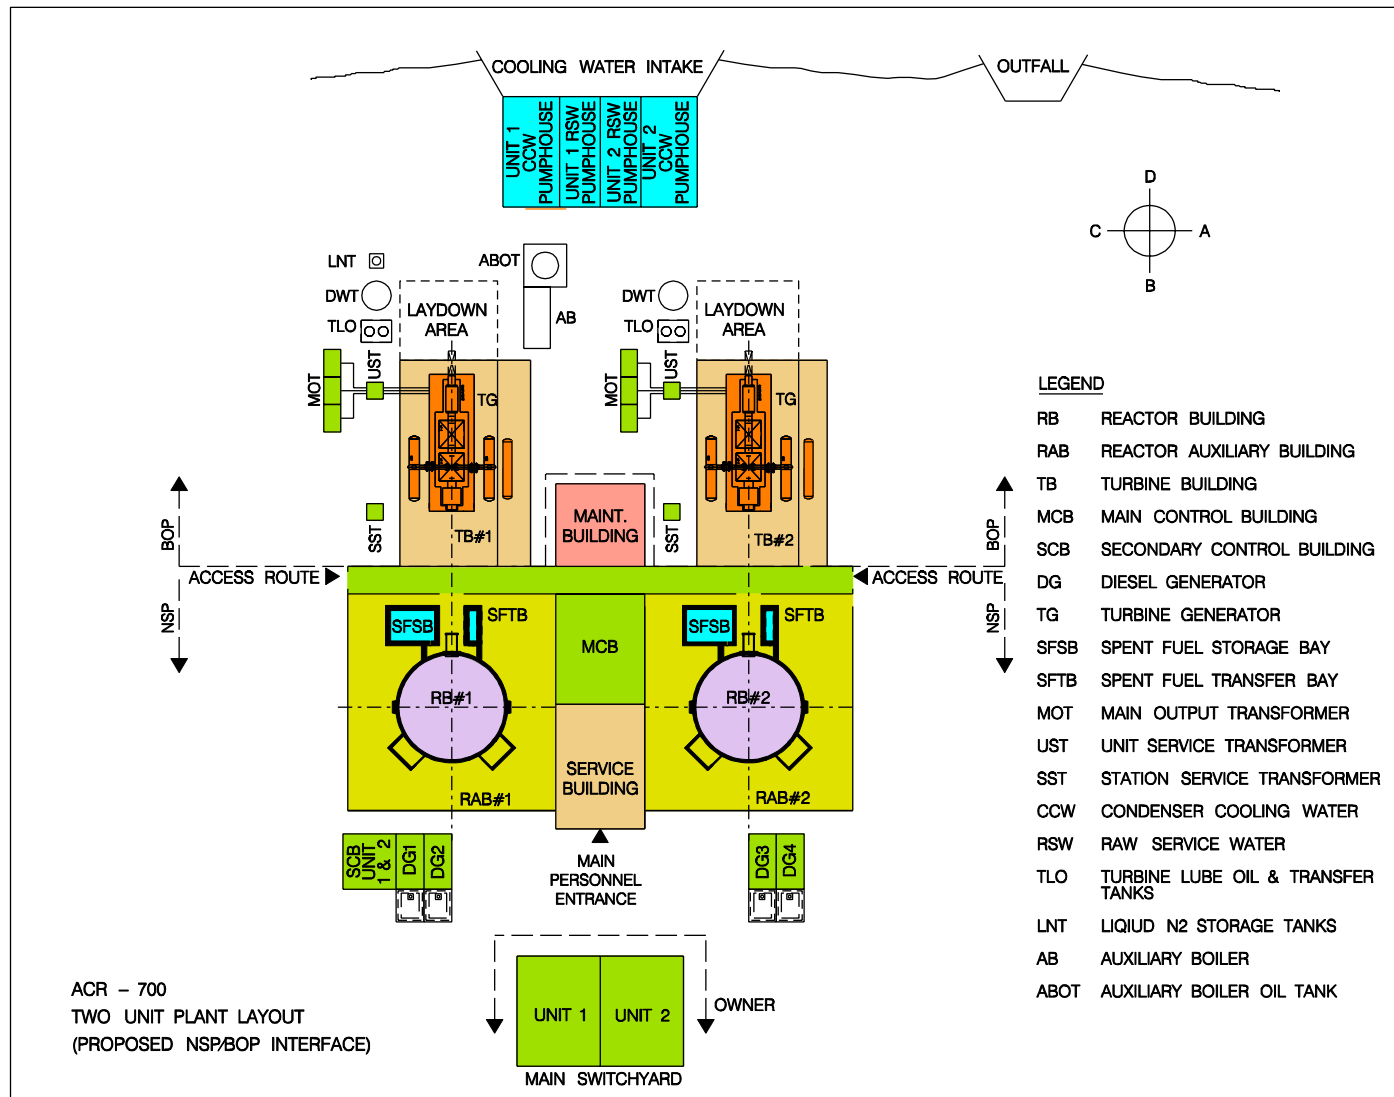 COOLING WATER INTAKE
OUTFALL
UNIT 1
CCW
PUMPHOUSE
UNIT 1 RSW
PUMPHOUSE
UNIT 2 RSW
PUMPHOUSE
UNIT 2
CCW
PUMPHOUSE
D
C
A
B
LNT
ABOT
DWT
LAYDOWN
AREA
TLO
AB
DWT
LAYDOWN
AREA
TLO
MOT
UST
TG
MOT
UST
TG
SST
TB#1
MAINT.
BUILDING
SST
TB#2
BOP
NSP
ACCESS ROUTE
ACCESS ROUTE
BOP
NSP
SFSB
SFTB
MCB
SFSB
SFTB
RB#1
RB#2
SERVICE
BUILDING
RAB#1
RAB#2
SCB
UNIT
1 & 2
DG1
DG2
DG3
DG4
MAIN
PERSONNEL
ENTRANCE
OWNER
UNIT 1
UNIT 2
MAIN SWITCHYARD
ACR - 700
TWO UNIT PLANT LAYOUT
(PROPOSED NSP/BOP INTERFACE)
LEGEND
RB REACTOR BUILDING
RAB REACTOR AUXILIARY BUILDING
TB TURBINE BUILDING
MCB MAIN CONTROL BUILDING
SCB SECONDARY CONTROL BUILDING
DG DIESEL GENERATOR
TG TURBINE GENERATOR
SFSB SPENT FUEL STORAGE BAY
SFTB SPENT FUEL TRANSFER BAY
MOT MAIN OUTPUT TRANSFORMER
UST UNIT SERVICE TRANSFORMER
SST STATION SERVICE TRANSFORMER
CCW CONDENSER COOLING WATER
RSW RAW SERVICE WATER
TLO TURBINE LUBE OIL & TRANSFER
TANKS
LNT LIQIUD N2 STORAGE TANKS
AB AUXILIARY BOILER
ABOT AUXILIARY BOILER OIL TANK